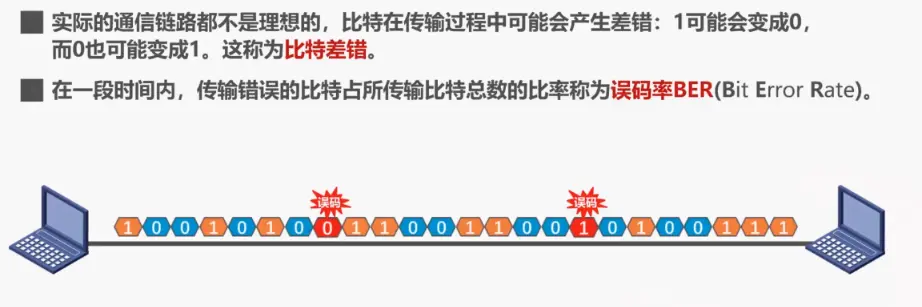 实际的通信链路都不是理想的，比特在传输过程中可能会产生差错：1可能会变成0，
而0也可能变成1。这称为比特差错。
在一段时间内，传输错误的比特占所传输比特总数的比率称为误码率BER(Bit Error Rate)。
误码 误码
1 0 0 1 0 1 0 0 0 1 1 0 0 1 1 0 0 1 0 1 0 0 1 1 1